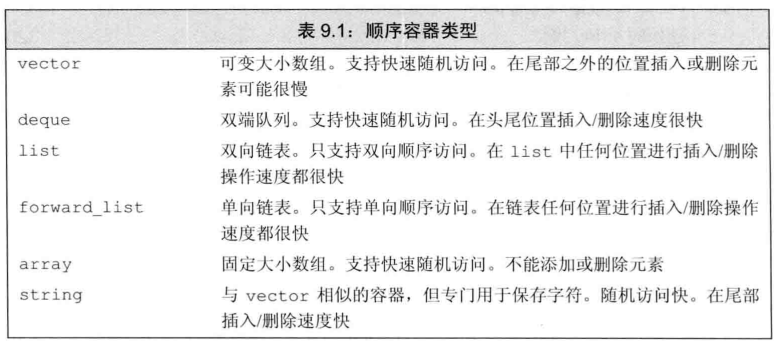 表 9.1：顺序容器类型
vector 可变大小数组。支持快速随机访问。在尾部之外的位置插入或删除元
素可能很慢
deque 双端队列。支持快速随机访问。在头尾位置插入/删除速度很快
list 双向链表。只支持双向顺序访问。在 list 中任何位置进行插入/删除
操作速度都很快
forward_list 单向链表。只支持单向顺序访问。在链表任何位置进行插入/删除操作
速度都很快
array 固定大小数组。支持快速随机访问。不能添加或删除元素
string 与 vector 相似的容器，但专门用于保存字符。随机访问快。在尾部
插入/删除速度快